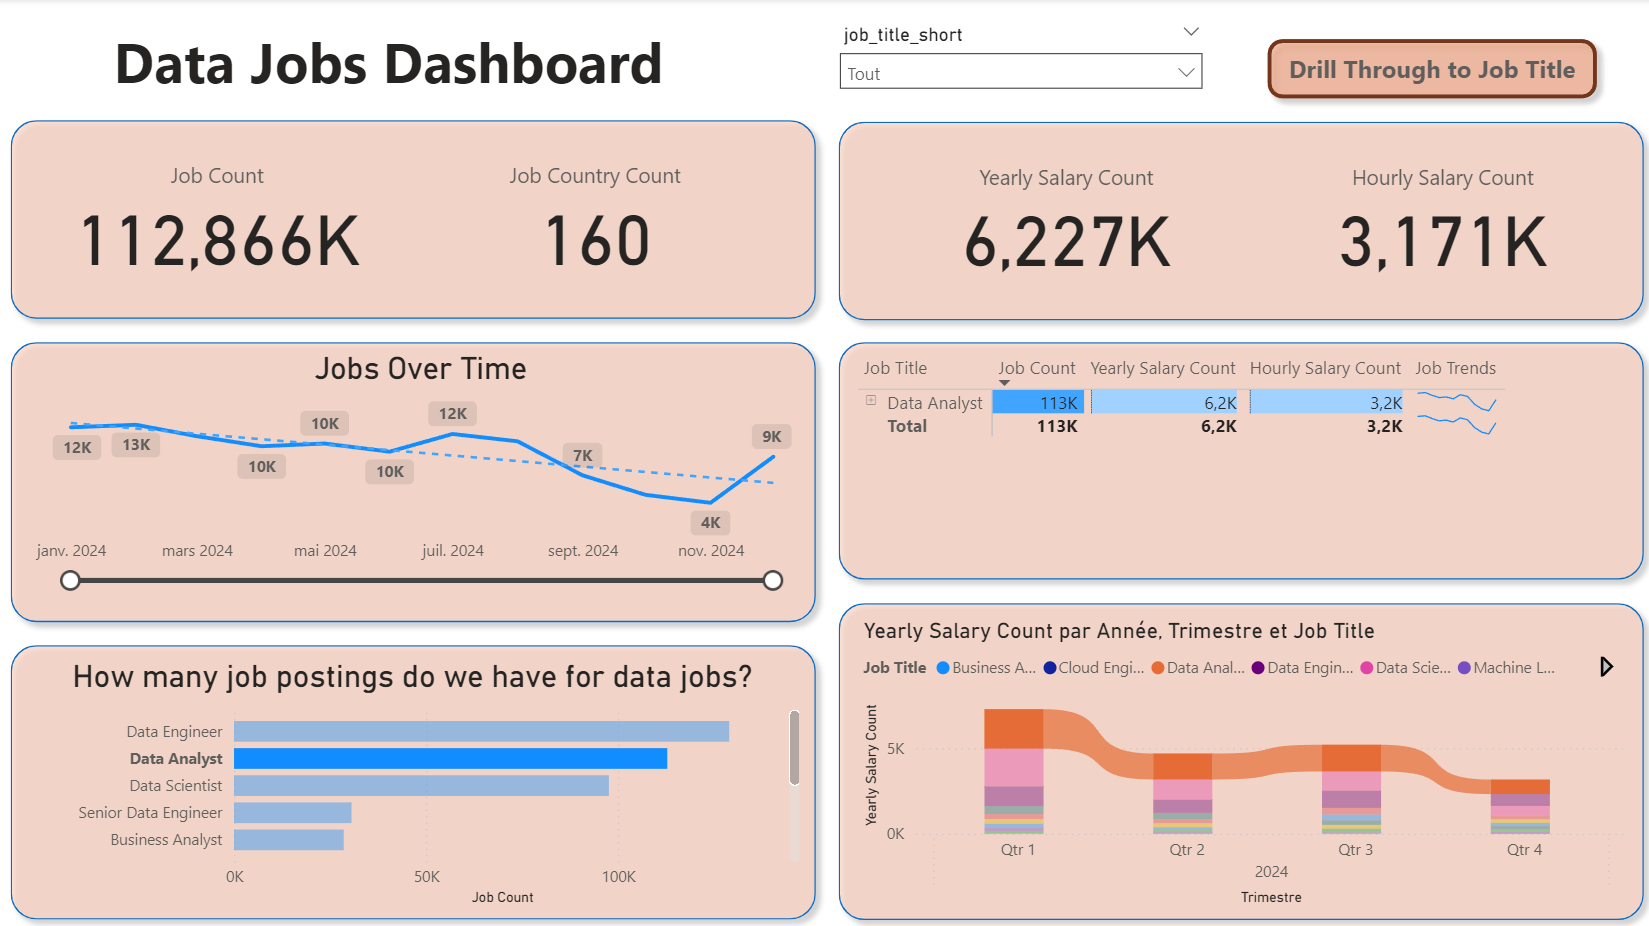 Data Jobs Dashboard
job_title_short
Tout
Drill Through to Job Title
Job Count
112,866K
Job Country Count
160
Yearly Salary Count
6,227K
Hourly Salary Count
3,171K
Jobs Over Time
12K
13K
10K
10K
10K
12K
7K
4K
9K
janv. 2024
mars 2024
mai 2024
juil. 2024
sept. 2024
nov. 2024
Job Title Job Count Yearly Salary Count Hourly Salary Count Job Trends
Data Analyst 113K 6,2K 3,2K
Total 113K 6,2K 3,2K
How many job postings do we have for data jobs?
Data Engineer
Data Analyst
Data Scientist
Senior Data Engineer
Business Analyst
0K 50K 100K
Job Count
Yearly Salary Count par Année, Trimestre et Job Title
Job Title Business A... Cloud Engi... Data Anal... Data Engin... Data Scie... Machine L...
Yearly Salary Count
5K
0K
Qtr 1 Qtr 2 Qtr 3 Qtr 4
2024
Trimestre